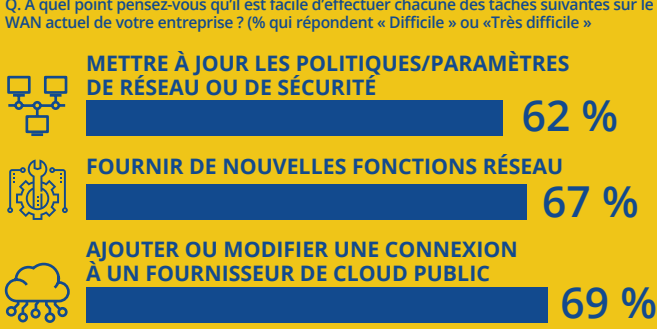 Q. À quel point pensez-vous qu'il est facile d'effectuer chacune des tâches suivantes sur le
WAN actuel de votre entreprise ? (% qui répondent « Difficile » ou «Très difficile »
METTRE À JOUR LES POLITIQUES/PARAMÈTRES
DE RÉSEAU OU DE SÉCURITÉ
62 %
FOURNIR DE NOUVELLES FONCTIONS RÉSEAU
67 %
AJOUTER OU MODIFIER UNE CONNEXION
À UN FOURNISSEUR DE CLOUD PUBLIC
69 %